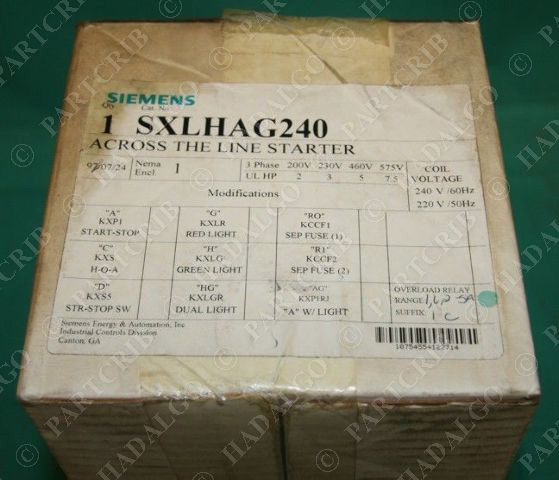 SIEMENS
Qty Cat. No.
1 SXLHAG240
ACROSS THE LINE STARTER
97/07/24 Nema Encl. 1
3 Phase 200V 230V 460V 575V
UL HP 2 3 5 7.5
COIL VOLTAGE
240 V /60Hz
220 V /50Hz
Modifications
"A" KXP1 START-STOP
"G" KXLR RED LIGHT
"RO" KCCF1 SEP FUSE (1)
"C" KXS H-O-A
"H" KXLG GREEN LIGHT
"R1" KCCF2 SEP FUSE (2)
"D" KXS5 STR-STOP SW
"HG" KXLGR DUAL LIGHT
AG" KXP1RJ "A" W/ LIGHT
OVERLOAD RELAY
RANGE
SUFFIX 1C
Siemens Energy & Automation, Inc
Industrial Controls Division
Canton, GA
© PARTCRIB
© HADALGO